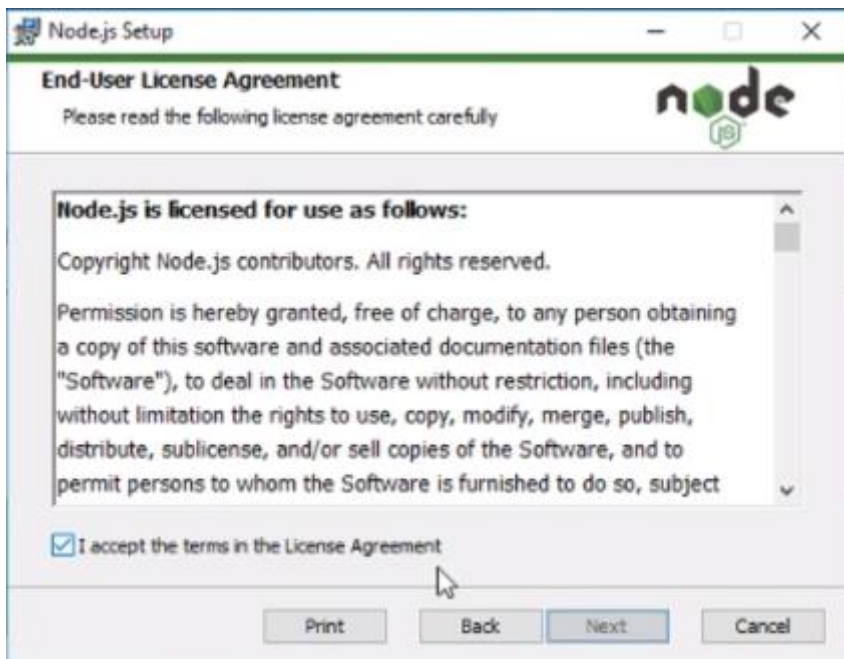 Node.js Setup
End-User License Agreement
Please read the following license agreement carefully
node
JS
Node.js is licensed for use as follows:
Copyright Node.js contributors. All rights reserved.
Permission is hereby granted, free of charge, to any person obtaining
a copy of this software and associated documentation files (the
"Software"), to deal in the Software without restriction, including
without limitation the rights to use, copy, modify, merge, publish,
distribute, sublicense, and/or sell copies of the Software, and to
permit persons to whom the Software is furnished to do so, subject
I accept the terms in the License Agreement
Print Back Next Cancel